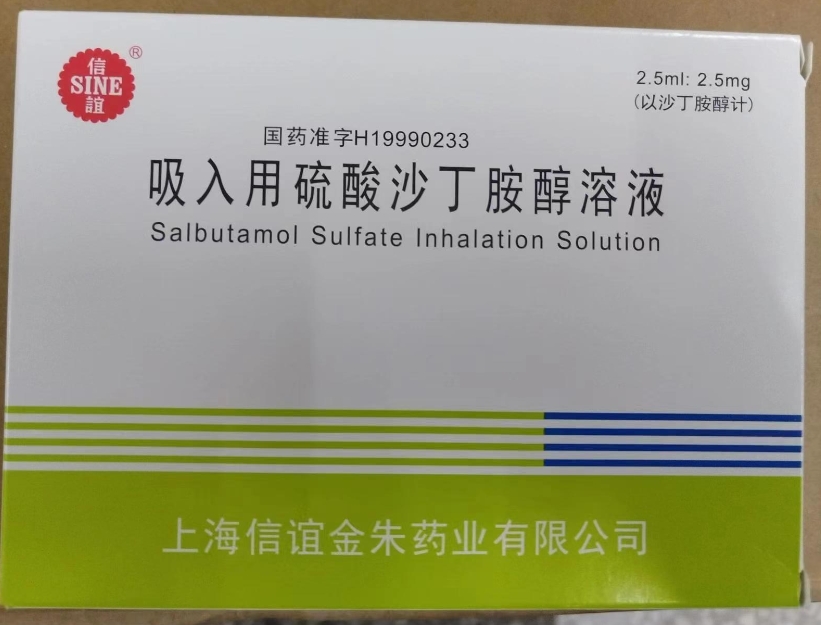 信
SINE
誼
®
2.5ml: 2.5mg
(以沙丁胺醇计)
国药准字H19990233
吸入用硫酸沙丁胺醇溶液
Salbutamol Sulfate Inhalation Solution
上海信谊金朱药业有限公司